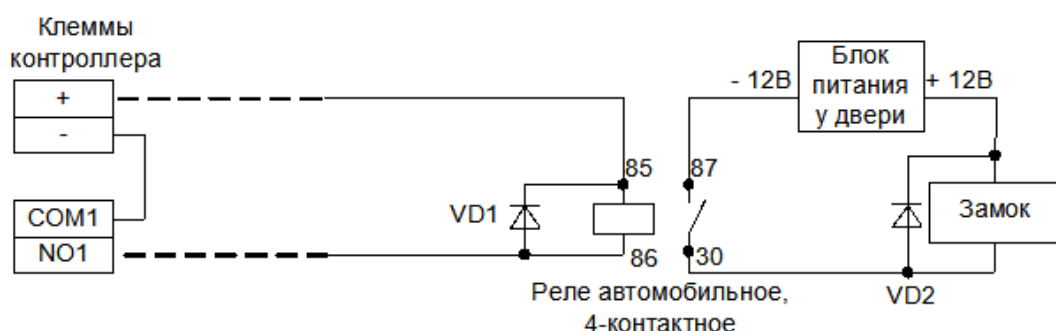 Клеммы
контроллера
+
-
COM1
NO1
VD1
85
86
87
30
Реле автомобильное,
4-контактное
- 12В
Блок
питания
у двери
+ 12В
Замок
VD2